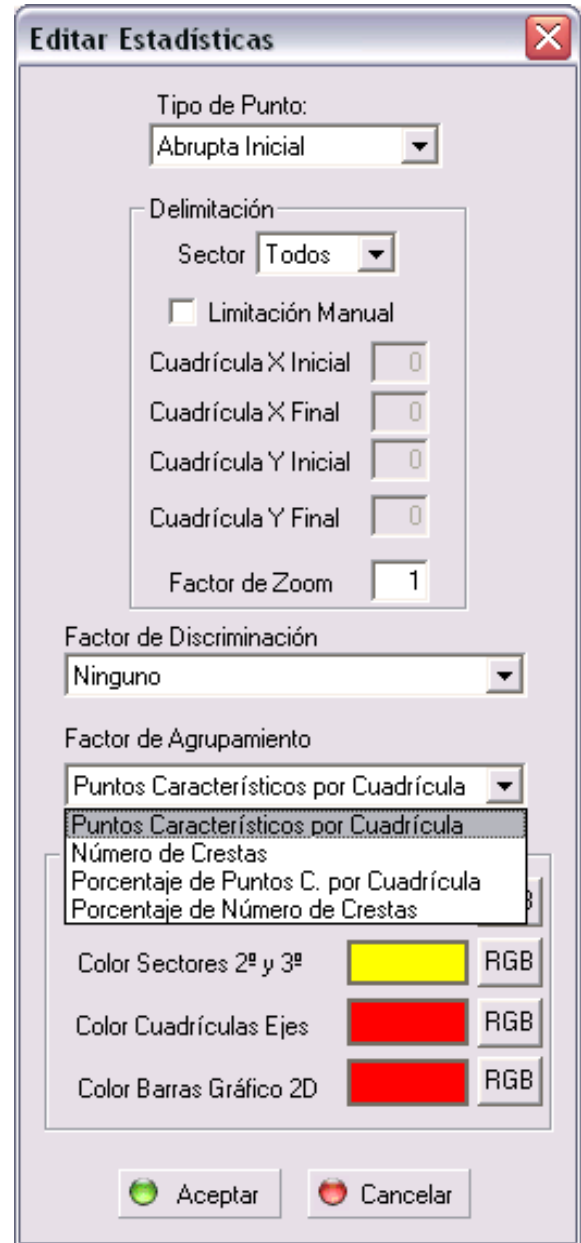 Editar Estadísticas
Tipo de Punto:
Abrupta Inicial
Delimitación
Sector Todos
Limitación Manual
Cuadrícula X Inicial 0
Cuadrícula X Final 0
Cuadrícula Y Inicial 0
Cuadrícula Y Final 0
Factor de Zoom 1
Factor de Discriminación
Ninguno
Factor de Agrupamiento
Puntos Característicos por Cuadrícula
Puntos Característicos por Cuadrícula
Número de Crestas
Porcentaje de Puntos C. por Cuadrícula
Porcentaje de Número de Crestas
Color Sectores 2º y 3º RGB
Color Cuadrículas Ejes RGB
Color Barras Gráfico 2D RGB
Aceptar Cancelar